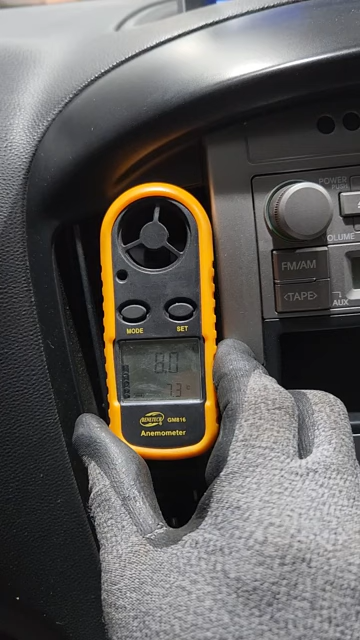 POWER
VOLUME
FM/AM
<TAPE>
AUX
MODE
SET
8.0
73
BENETECH
GM816
Anemometer